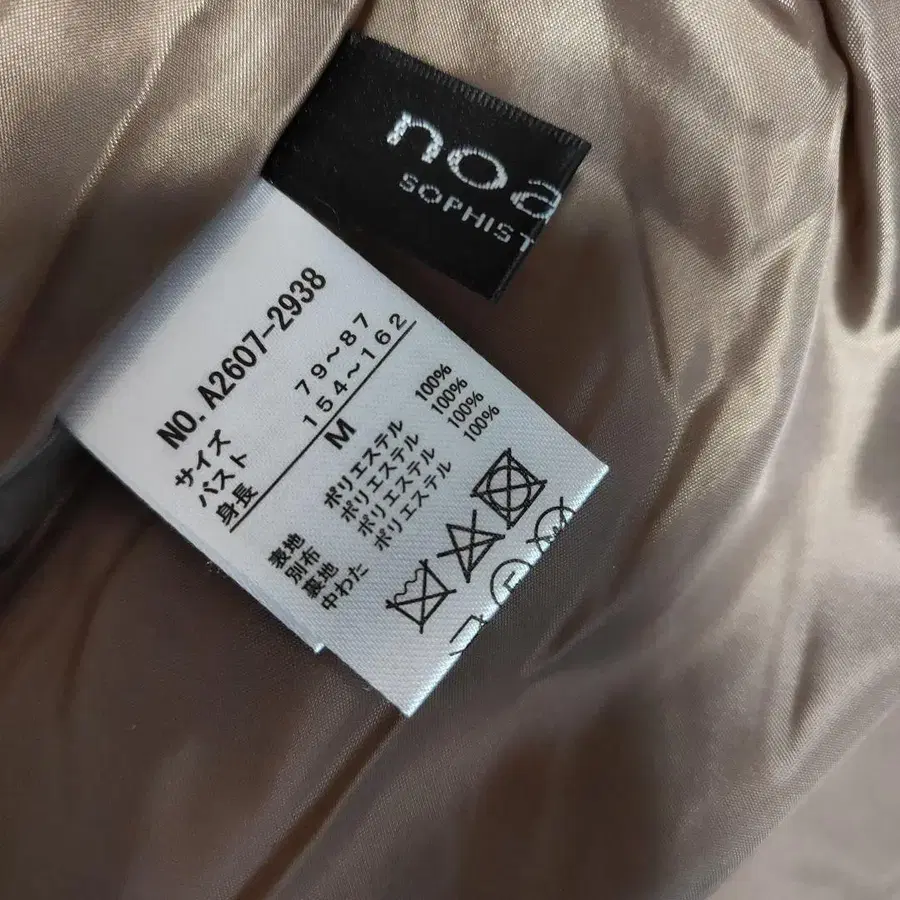 noa
SOPHIST
NO. A2607-2938
サイズ
バスト 79～87
身長 154～162
M
表地 ポリエステル 100%
別布 ポリエステル 100%
裏地 ポリエステル 100%
中わた ポリエステル 100%